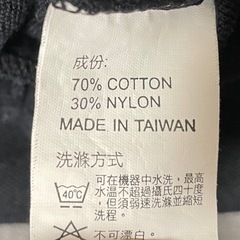 成份:
70% COTTON
30% NYLON
MADE IN TAIWAN
洗滌方式
40℃
可在機器中水洗，最高
水溫不超過攝氏四十度
，但須弱速洗滌並縮短
洗程。
不可漂白。